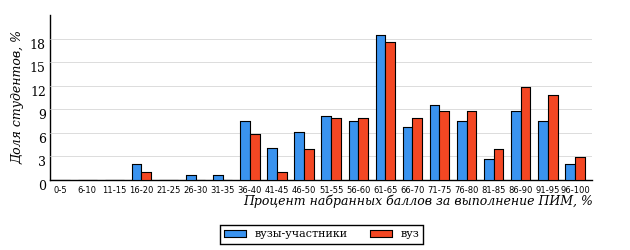 Доля студентов, %
18
15
12
9
6
3
0
0-5 6-10 11-15 16-20 21-25 26-30 31-35 36-40 41-45 46-50 51-55 56-60 61-65 66-70 71-75 76-80 81-85 86-90 91-95 96-100
Процент набранных баллов за выполнение ПИМ, %
вузы-участники вуз